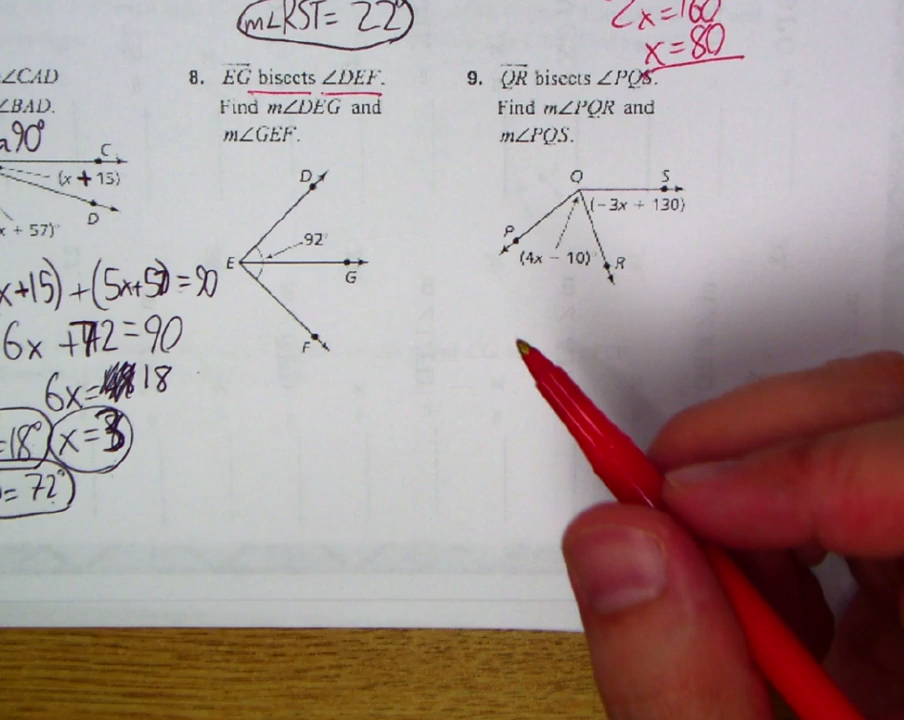 m∠RST = 22°
2x = 160
x = 80
∠CAD
∠BAD.
90°
C
(x + 15)
D
x + 57)°
x+15) + (5x+57) = 90
6x + 72 = 90
6x = 18
= 18°
x = 3
= 72°
8. EG bisects ∠DEF.
Find m∠DEG and
m∠GEF.
D
92°
E
G
F
9. QR bisects ∠PQS.
Find m∠PQR and
m∠PQS.
Q
S
(−3x + 130)
P
(4x − 10)°
R